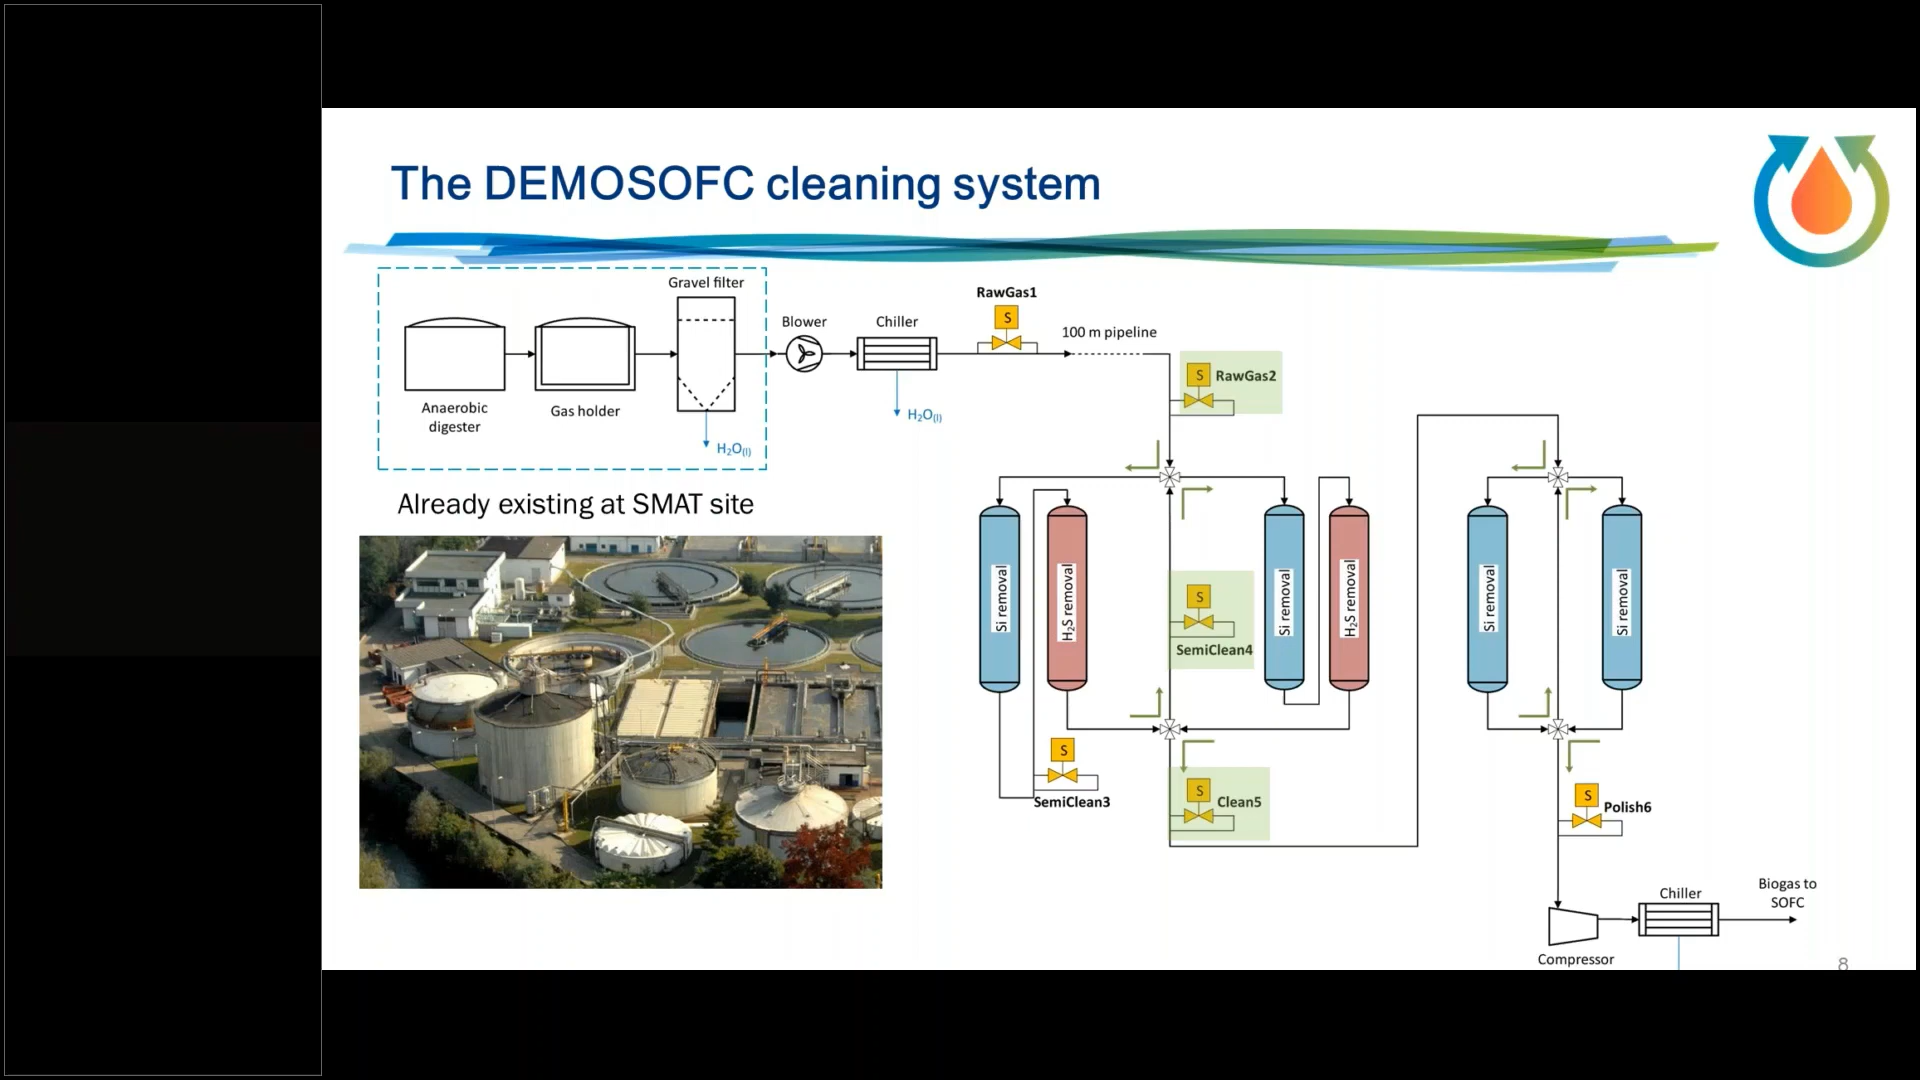 The DEMOSOFC cleaning system
Gravel filter
Blower
Chiller
RawGas1
S
100 m pipeline
S
RawGas2
Anaerobic
digester
Gas holder
H₂O(l)
H₂O(l)
Already existing at SMAT site
Si removal
H₂S removal
S
SemiClean4
Si removal
H₂S removal
Si removal
Si removal
S
SemiClean3
S
Clean5
S
Polish6
Compressor
Chiller
Biogas to
SOFC
8